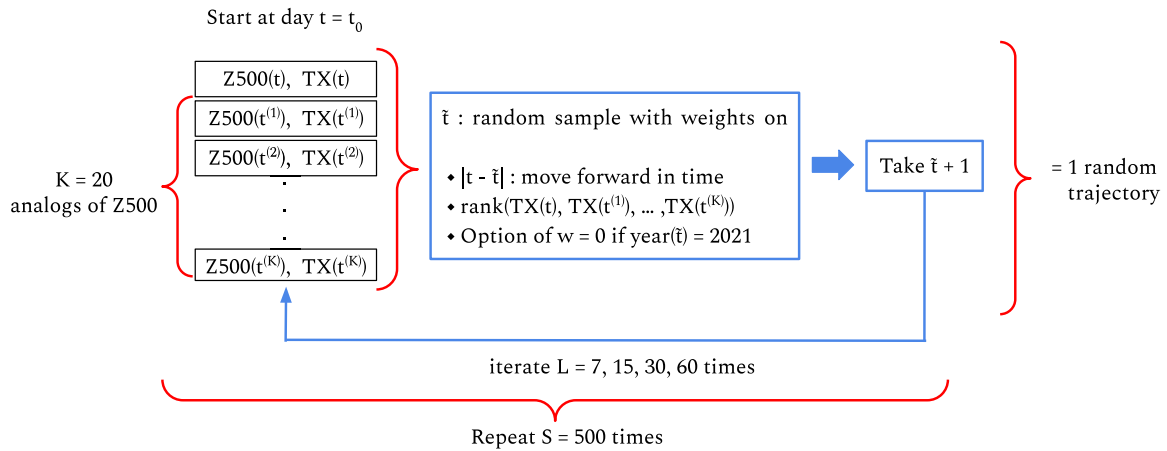 Start at day t = t₀
Z500(t), TX(t)
Z500(t⁽¹⁾), TX(t⁽¹⁾)
Z500(t⁽²⁾), TX(t⁽²⁾)
Z500(t⁽ᴷ⁾), TX(t⁽ᴷ⁾)
K = 20
analogs of Z500
t̃ : random sample with weights on
◆ |t - t̃| : move forward in time
◆ rank(TX(t), TX(t⁽¹⁾), ... ,TX(t⁽ᴷ⁾))
◆ Option of w = 0 if year(t̃) = 2021
Take t̃ + 1
= 1 random
trajectory
iterate L = 7, 15, 30, 60 times
Repeat S = 500 times